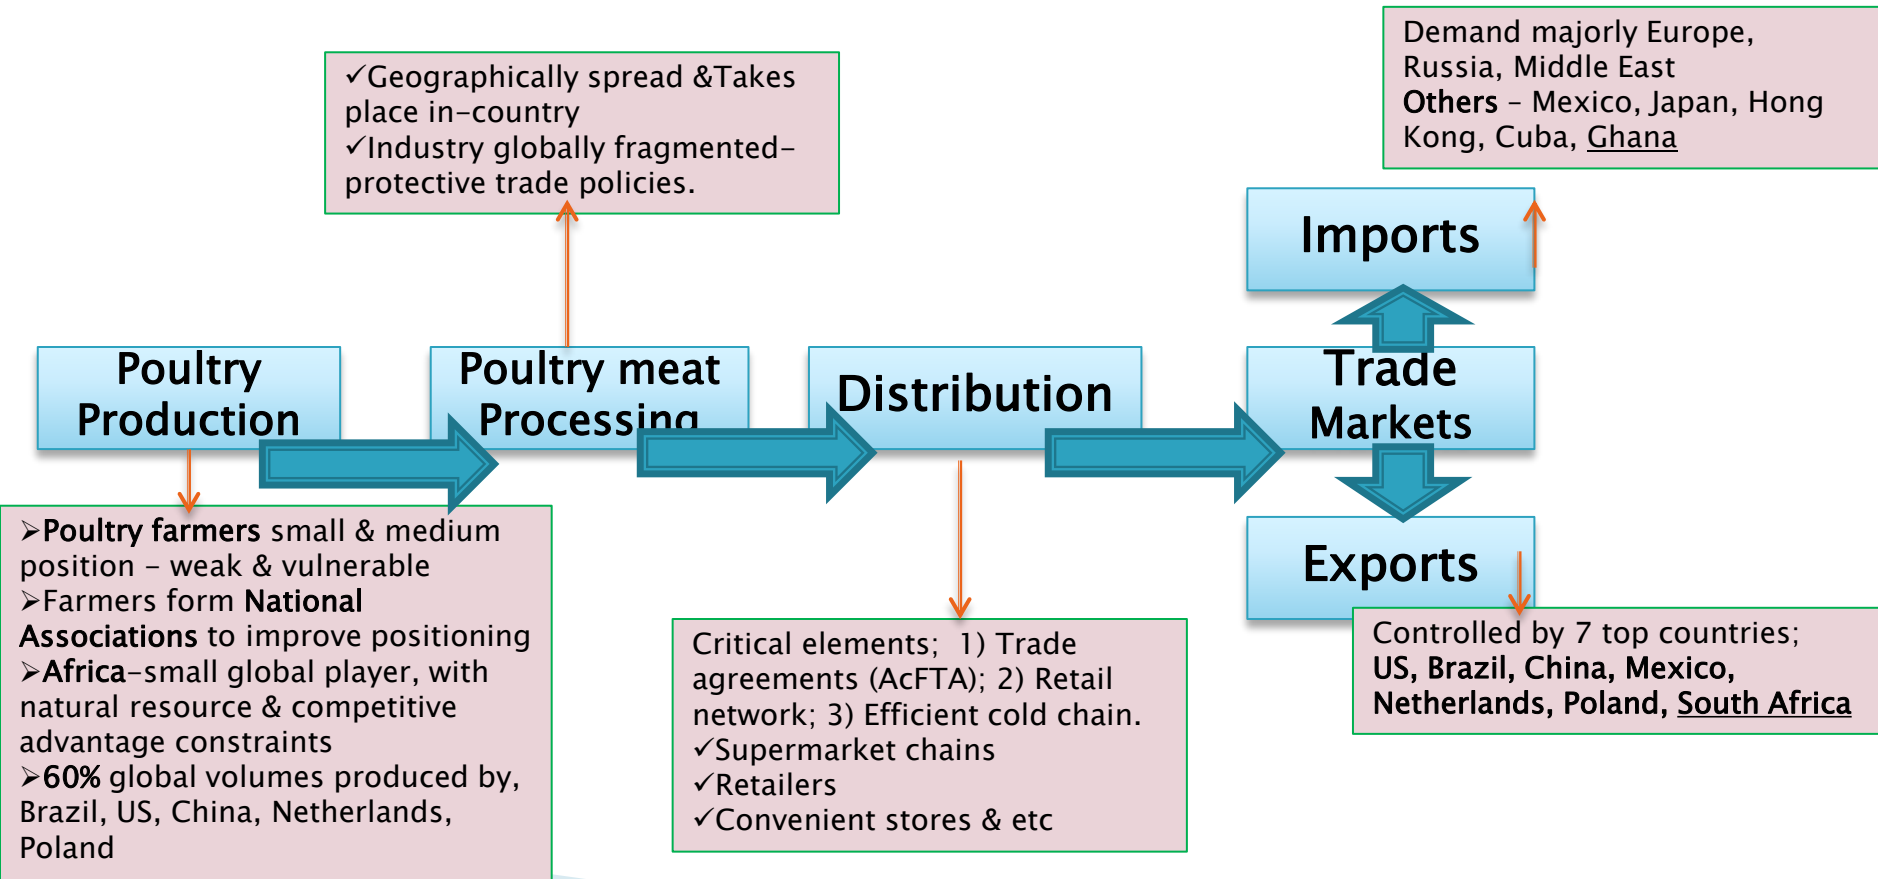 Demand majorly Europe,
Russia, Middle East
Others – Mexico, Japan, Hong
Kong, Cuba, Ghana
✓Geographically spread &Takes
place in-country
✓Industry globally fragmented-
protective trade policies.
Imports
Poultry
Production
Poultry meat
Processing
Distribution
Trade
Markets
Exports
➢Poultry farmers small & medium
position – weak & vulnerable
➢Farmers form National
Associations to improve positioning
➢Africa-small global player, with
natural resource & competitive
advantage constraints
➢60% global volumes produced by,
Brazil, US, China, Netherlands,
Poland
Critical elements; 1) Trade
agreements (AcFTA); 2) Retail
network; 3) Efficient cold chain.
✓Supermarket chains
✓Retailers
✓Convenient stores & etc
Controlled by 7 top countries;
US, Brazil, China, Mexico,
Netherlands, Poland, South Africa